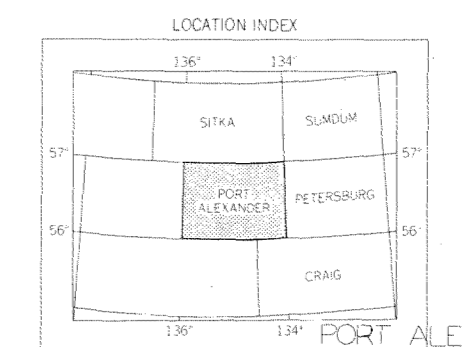 LOCATION INDEX
136° 134°
SITKA SUMDUM
57° 57°
PORT
ALEXANDER PETERSBURG
56° 56°
CRAIG
136° 134° PORT ALE